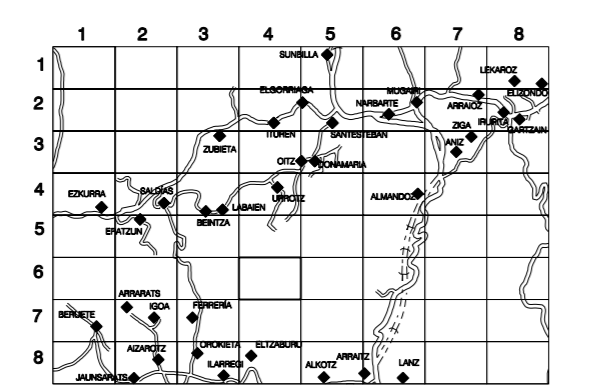 1 2 3 4 5 6 7 8
1
SUNBILLA
LEKAROZ
2
ELGORRIAGA
MUGAIRI
NARBARTE
ARRAIOZ
ELIZONDO
ITUREN
SANTESTEBAN
IRURITA
GARTZAIN
3
ZUBIETA
ZIGA
ANIZ
OITZ
DONAMARIA
4
EZKURRA
SALDIAS
BEINTZA
LABAIEN
URROTZ
ALMANDOZ
5
ERATZUN
6
7
ARRARATS
BERUETE
IGOA
FERRERÍA
8
AIZAROTZ
OROKIETA
ELTZABURU
ILARREGI
JAUNSARATS
ALKOTZ
ARRAITZ
LANZ